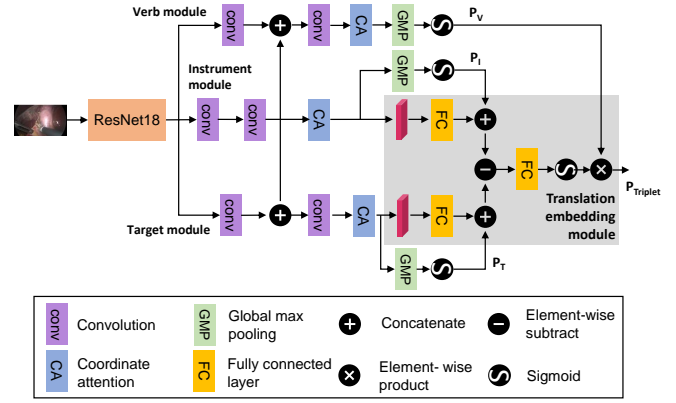 Verb module
conv
conv
CA
GMP
P_V
Instrument module
GMP
P_I
ResNet18
conv
conv
CA
FC
FC
P_Triplet
Translation embedding module
conv
conv
CA
FC
Target module
GMP
P_T
conv
Convolution
GMP
Global max pooling
Concatenate
Element-wise subtract
CA
Coordinate attention
FC
Fully connected layer
Element- wise product
Sigmoid